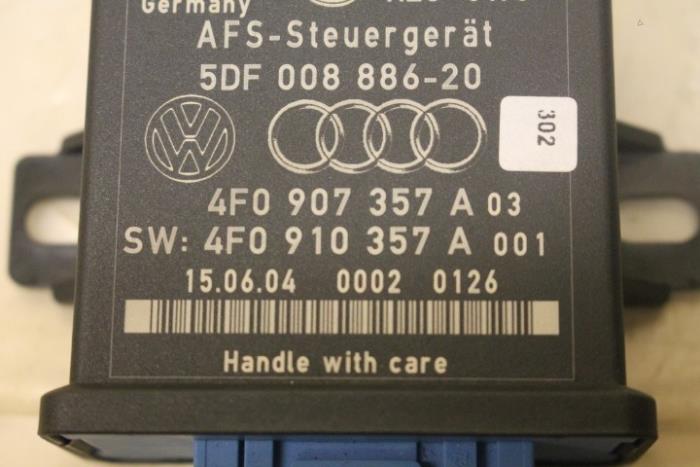 Germany
AFS-Steuergerät
5DF 008 886-20
302
4F0 907 357 A 03
SW: 4F0 910 357 A 001
15.06.04 0002 0126
Handle with care